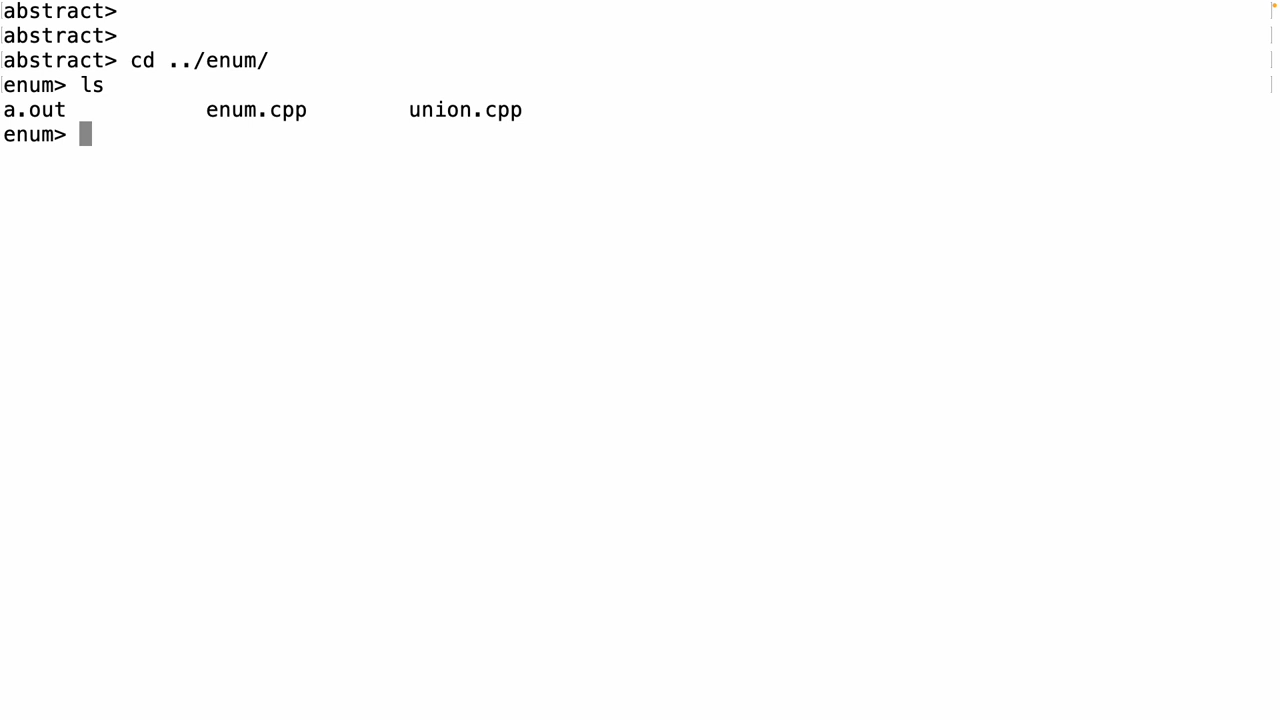 abstract>
abstract>
abstract> cd ../enum/
enum> ls
a.out enum.cpp union.cpp
enum>